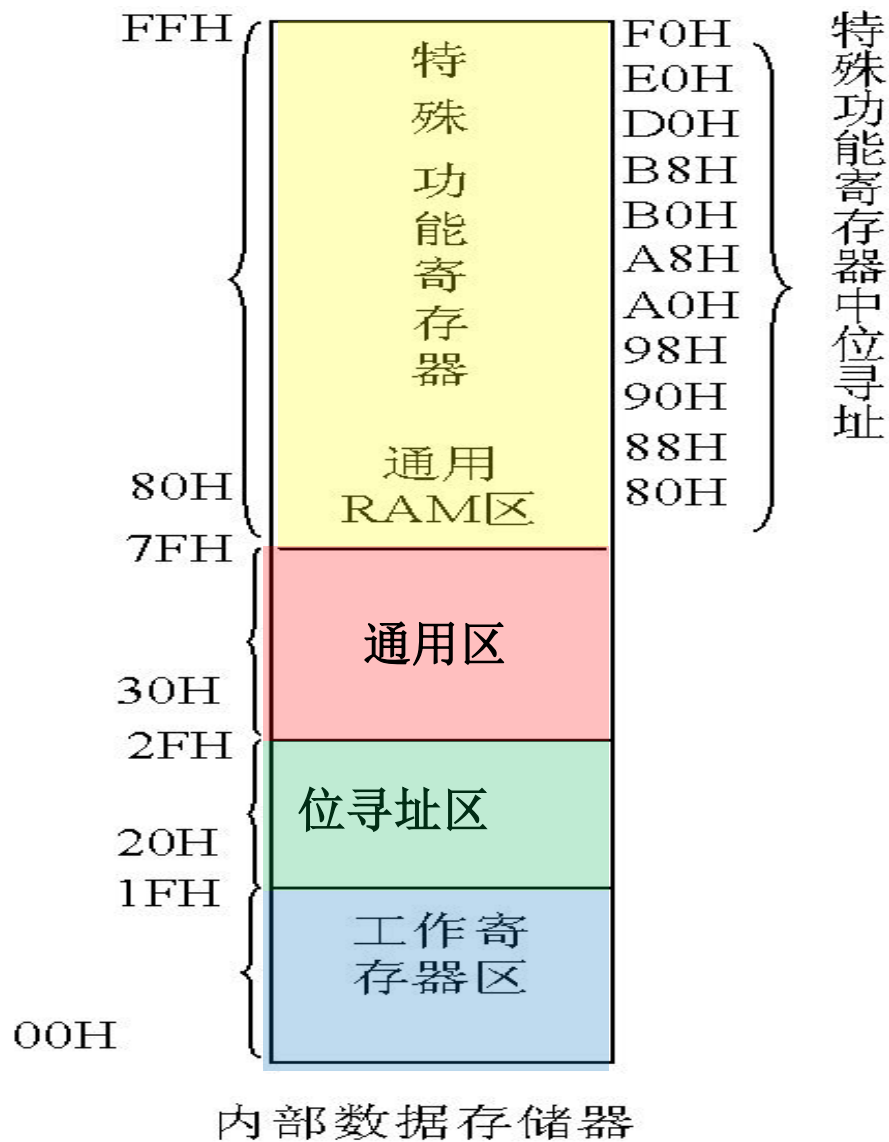 FFH
80H
7FH
30H
2FH
20H
1FH
00H
特殊功能寄存器
通用
RAM区
通用区
位寻址区
工作寄
存器区
F0H
E0H
D0H
B8H
B0H
A8H
A0H
98H
90H
88H
80H
特殊功能寄存器中位寻址
内部数据存储器